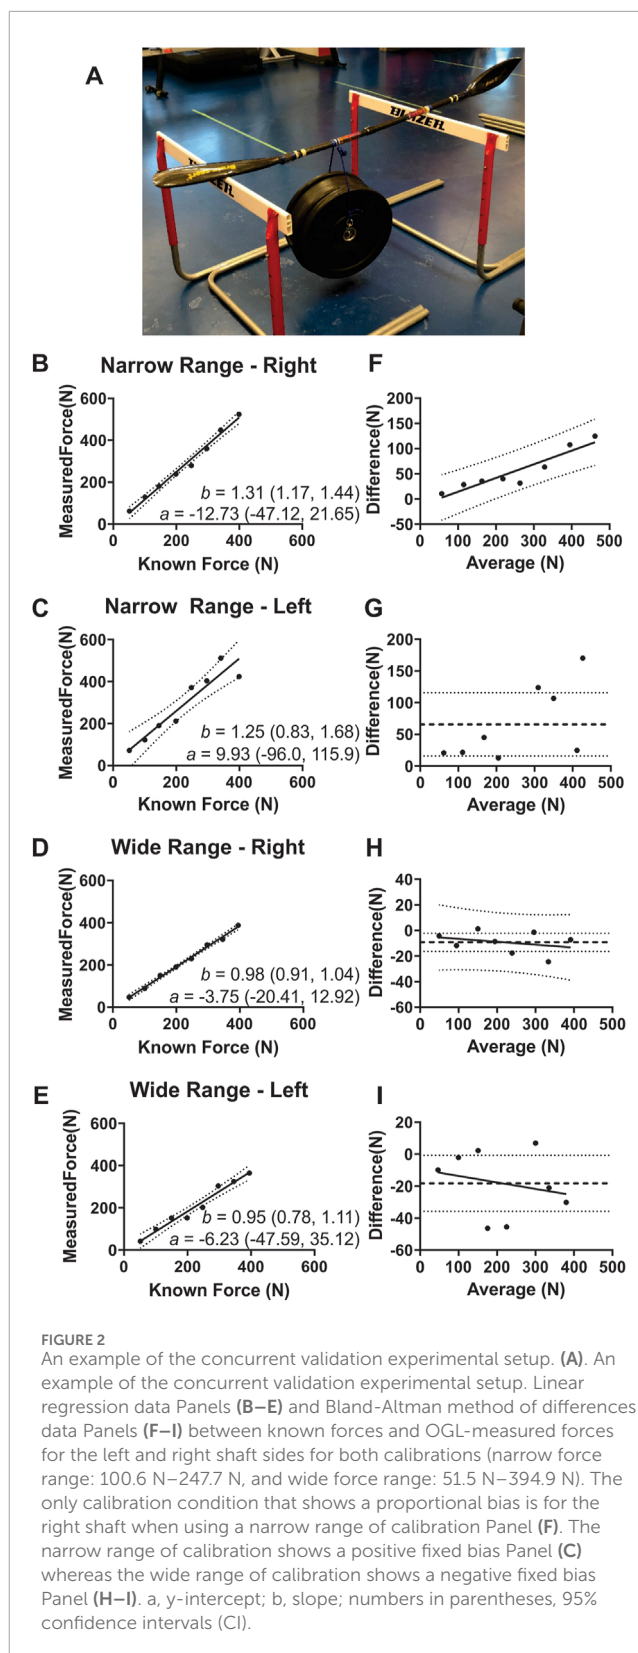 A
BLAZER
B
Narrow Range - Right
MeasuredForce(N)
600
400
200
0
b = 1.31 (1.17, 1.44)
a = -12.73 (-47.12, 21.65)
0 200 400 600
Known Force (N)
F
Difference(N)
200
150
100
50
0
-50
0 100 200 300 400 500
Average (N)
C
Narrow Range - Left
MeasuredForce(N)
600
400
200
0
b = 1.25 (0.83, 1.68)
a = 9.93 (-96.0, 115.9)
0 200 400 600
Known Force (N)
G
Difference(N)
200
150
100
50
0
0 100 200 300 400 500
Average (N)
D
Wide Range - Right
MeasuredForce(N)
600
400
200
0
b = 0.98 (0.91, 1.04)
a = -3.75 (-20.41, 12.92)
0 200 400 600
Known Force (N)
H
Difference(N)
40
20
0
-20
-40
-60
0 100 200 300 400 500
Average (N)
E
Wide Range - Left
MeasuredForce(N)
600
400
200
0
b = 0.95 (0.78, 1.11)
a = -6.23 (-47.59, 35.12)
0 200 400 600
Known Force (N)
I
Difference(N)
20
0
-20
-40
-60
0 100 200 300 400 500
Average (N)
FIGURE 2
An example of the concurrent validation experimental setup. (A). An
example of the concurrent validation experimental setup. Linear
regression data Panels (B–E) and Bland-Altman method of differences
data Panels (F–I) between known forces and OGL-measured forces
for the left and right shaft sides for both calibrations (narrow force
range: 100.6 N–247.7 N, and wide force range: 51.5 N–394.9 N). The
only calibration condition that shows a proportional bias is for the
right shaft when using a narrow range of calibration Panel (F). The
narrow range of calibration shows a positive fixed bias Panel (C)
whereas the wide range of calibration shows a negative fixed bias
Panel (H–I). a, y-intercept; b, slope; numbers in parentheses, 95%
confidence intervals (CI).